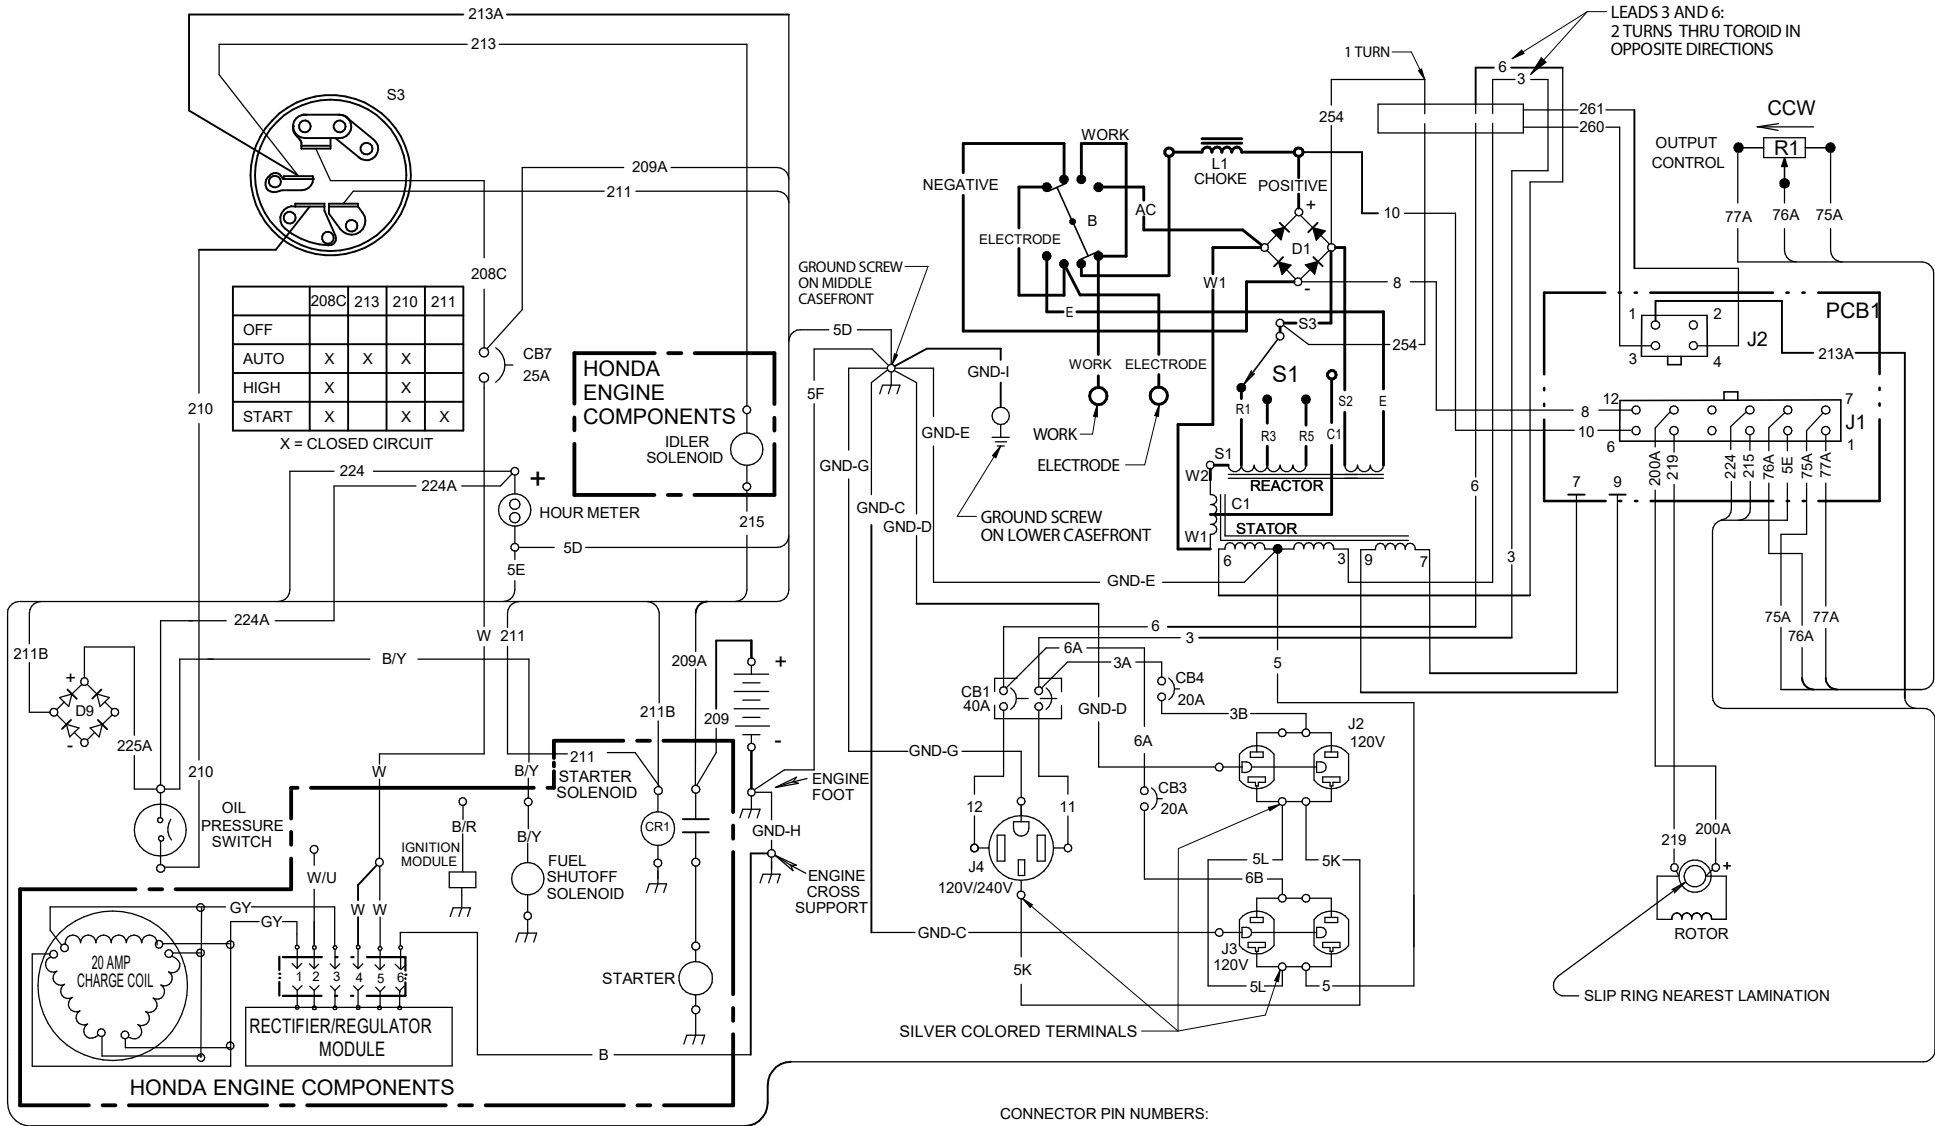 213A
213
S3
209A
211
208C
210
208C 213 210 211
OFF
AUTO X X X
HIGH X X
START X X X
X = CLOSED CIRCUIT
CB7
25A
HONDA
ENGINE
COMPONENTS
IDLER
SOLENOID
215
224
224A
+
HOUR METER
5D
5E
5D
5F
GROUND SCREW
ON MIDDLE
CASEFRONT
GND-I
GND-E
GND-G
GND-C
GND-D
GROUND SCREW
ON LOWER CASEFRONT
GND-E
NEGATIVE
WORK
ELECTRODE
B
AC
L1
CHOKE
POSITIVE
+
D1
-
W1
E
WORK
ELECTRODE
WORK
ELECTRODE
S3
254
S1
R1
R3
R5
C1
S2
E
S1
W2
REACTOR
C1
STATOR
W1
6
3
9
7
1 TURN
254
LEADS 3 AND 6:
2 TURNS THRU TOROID IN
OPPOSITE DIRECTIONS
6
3
261
260
10
8
6
3
OUTPUT
CONTROL
CCW
R1
77A
76A
75A
PCB1
1
2
3
4
J2
213A
12
7
8
J1
10
6
1
7
9
200A
219
224
215
76A
5E
75A
77A
75A
76A
77A
219
200A
+
ROTOR
SLIP RING NEAREST LAMINATION
6
3
6A
3A
CB1
40A
CB4
20A
GND-D
3B
6A
5
J2
120V
GND-G
CB3
20A
12
11
J4
120V/240V
5L
5K
6B
GND-C
J3
120V
5K
5L
5
SILVER COLORED TERMINALS
224A
211B
B/Y
W
211
209A
+
-
209
211B
+
D9
-
225A
210
OIL
PRESSURE
SWITCH
W
B/Y
211
STARTER
SOLENOID
ENGINE
FOOT
GND-H
CR1
ENGINE
CROSS
SUPPORT
B/R
IGNITION
MODULE
B/Y
FUEL
SHUTOFF
SOLENOID
W/U
W
W
GY
GY
20 AMP
CHARGE COIL
1
2
3
4
5
6
RECTIFIER/REGULATOR
MODULE
STARTER
B
HONDA ENGINE COMPONENTS
CONNECTOR PIN NUMBERS: